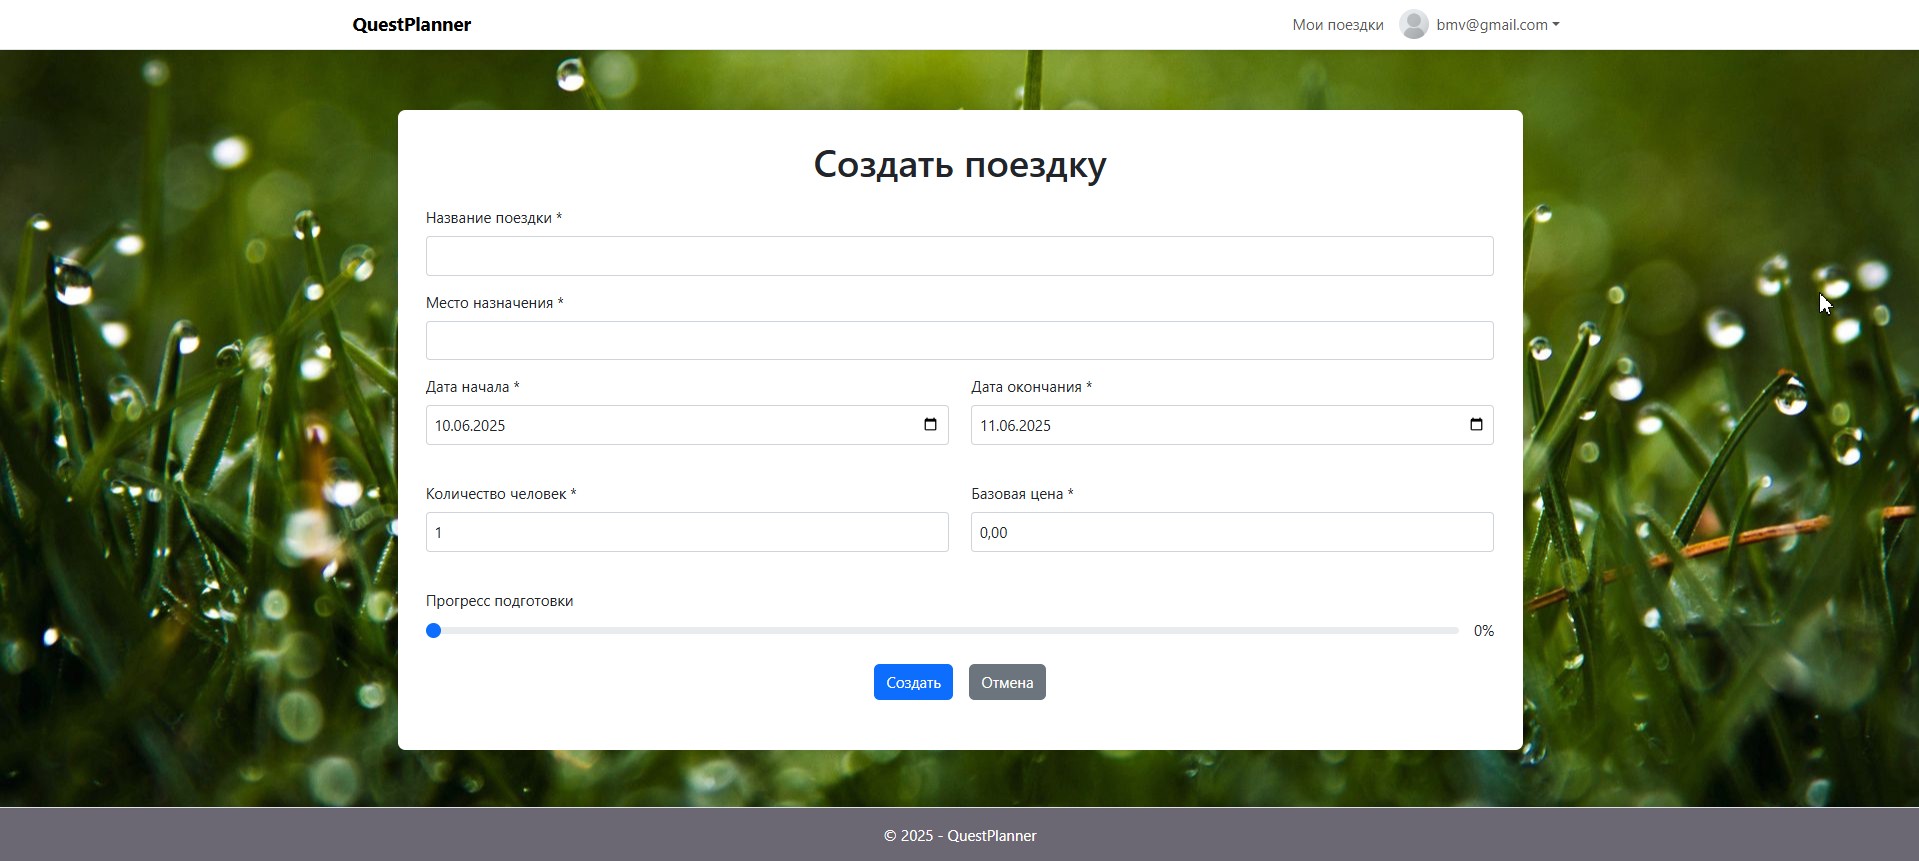 QuestPlanner
Мои поездки bmv@gmail.com
Создать поездку
Название поездки *
Место назначения *
Дата начала * Дата окончания *
10.06.2025 11.06.2025
Количество человек * Базовая цена *
1 0,00
Прогресс подготовки
0%
Создать Отмена
© 2025 - QuestPlanner